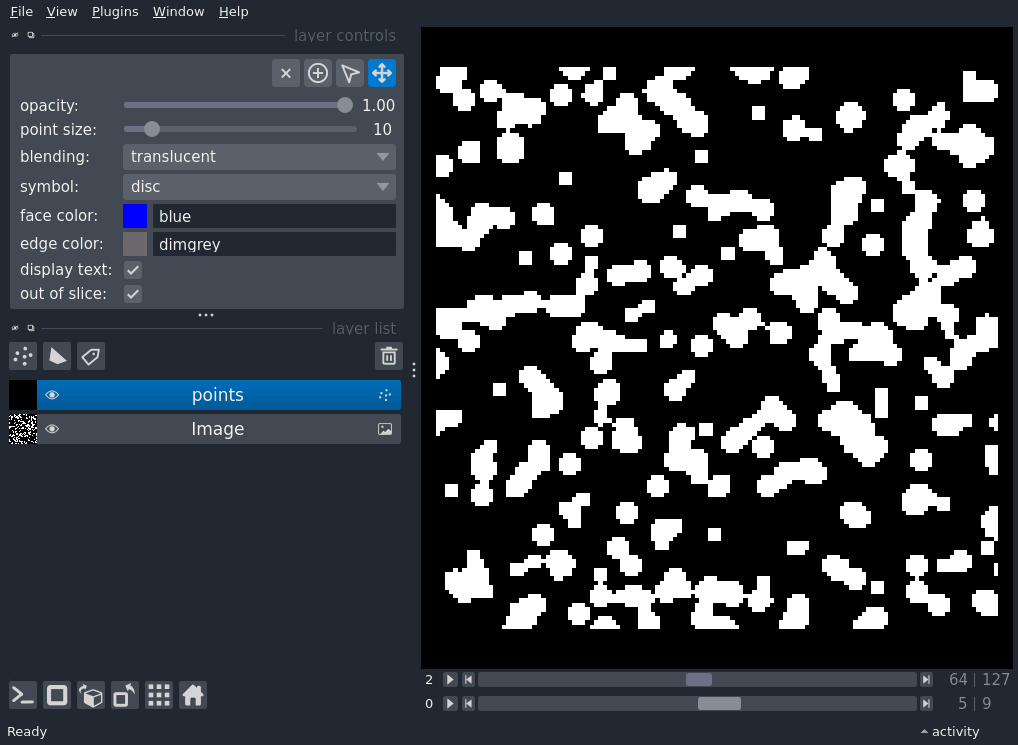 File View Plugins Window Help
layer controls
opacity: 1.00
point size: 10
blending: translucent
symbol: disc
face color: blue
edge color: dimgrey
display text:
out of slice:
layer list
points
Image
2 64 | 127
0 5 | 9
Ready activity